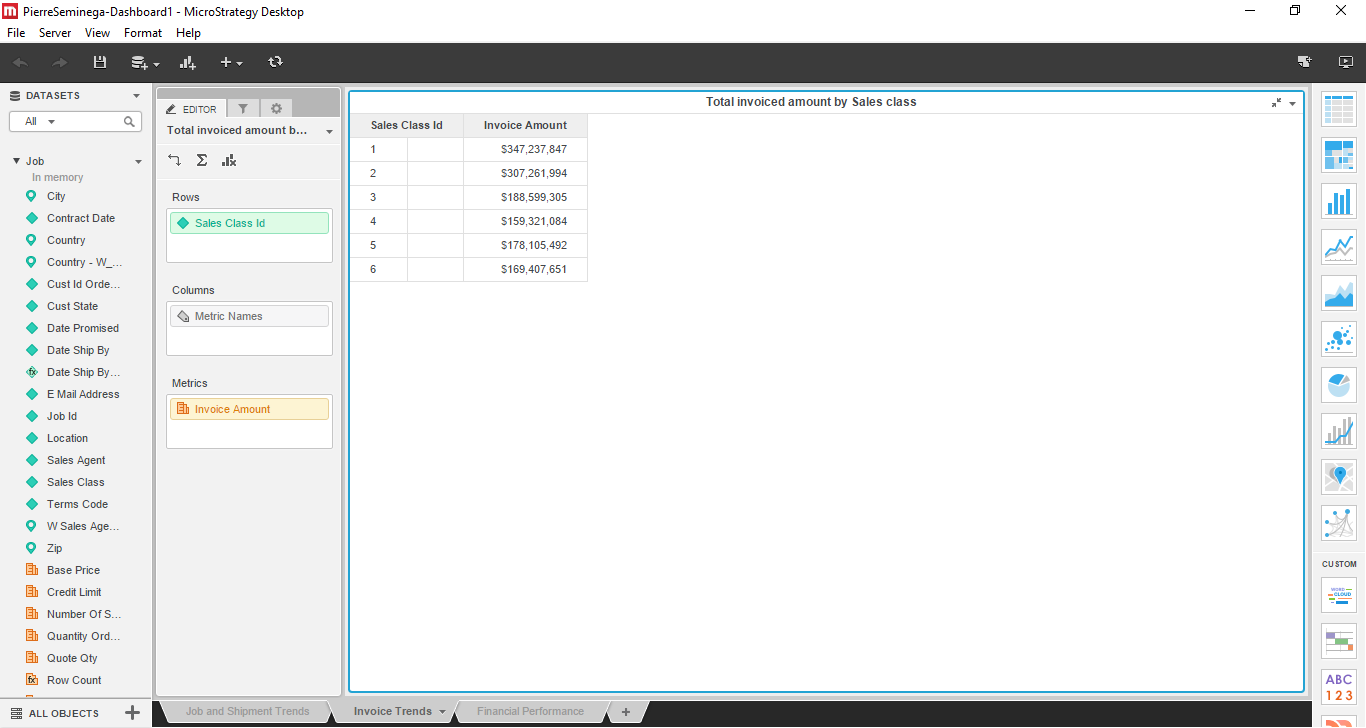 PierreSeminega-Dashboard1 - MicroStrategy Desktop
File Server View Format Help
DATASETS
All
Job
In memory
City
Contract Date
Country
Country - W_...
Cust Id Orde...
Cust State
Date Promised
Date Ship By
fx Date Ship By...
E Mail Address
Job Id
Location
Sales Agent
Sales Class
Terms Code
W Sales Age...
Zip
Base Price
Credit Limit
Number Of S...
Quantity Ord...
Quote Qty
fx Row Count
ALL OBJECTS
EDITOR
Total invoiced amount b...
Rows
Sales Class Id
Columns
Metric Names
Metrics
Invoice Amount
Total invoiced amount by Sales class
Sales Class Id Invoice Amount
1 $347,237,847
2 $307,261,994
3 $188,599,305
4 $159,321,084
5 $178,105,492
6 $169,407,651
Job and Shipment Trends Invoice Trends Financial Performance +
CUSTOM
WORD
CLOUD
ABC
123